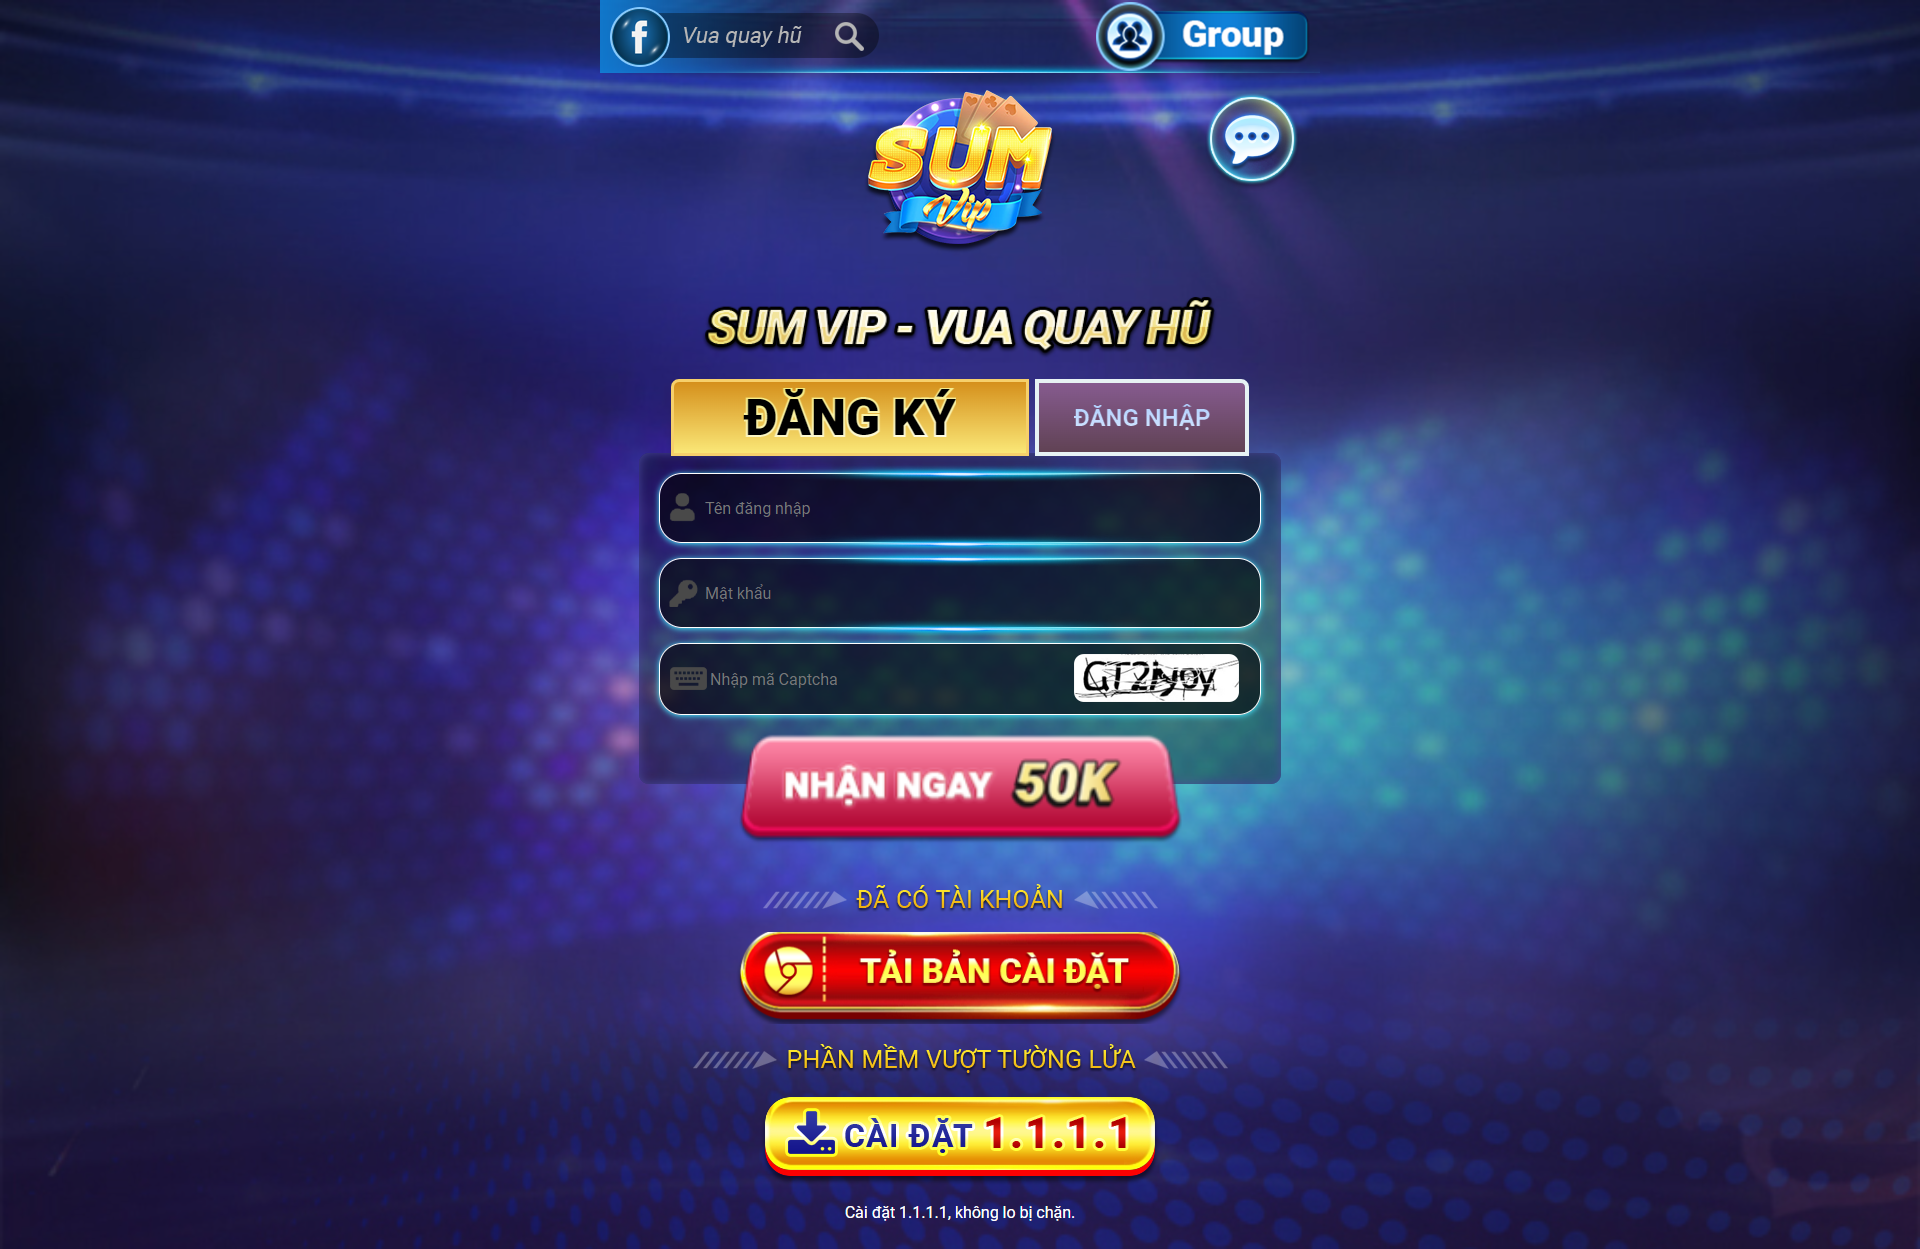 Vua quay hũ
Group
SUM
Vip
SUM VIP - VUA QUAY HŨ
ĐĂNG KÝ
ĐĂNG NHẬP
Tên đăng nhập
Mật khẩu
Nhập mã Captcha
NHẬN NGAY 50K
ĐÃ CÓ TÀI KHOẢN
TẢI BẢN CÀI ĐẶT
PHẦN MỀM VƯỢT TƯỜNG LỬA
CÀI ĐẶT 1.1.1.1
Cài đặt 1.1.1.1, không lo bị chặn.